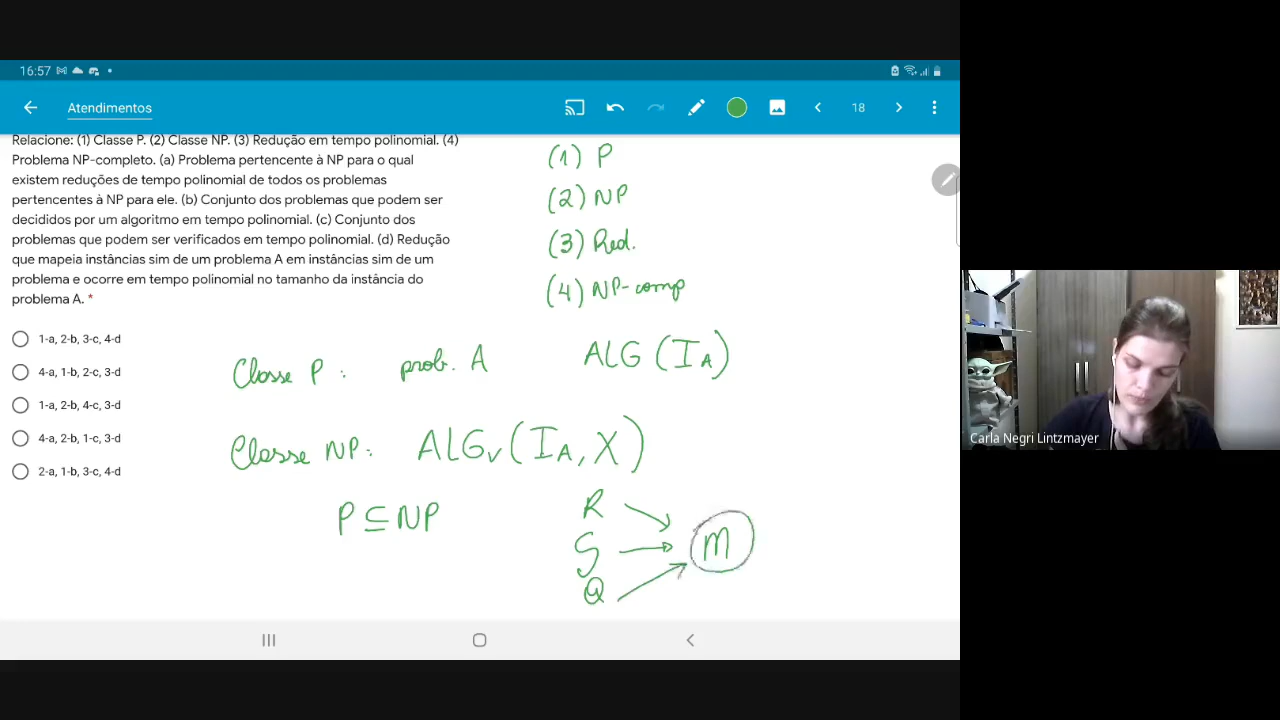 16:57
Atendimentos
18
Relacione: (1) Classe P. (2) Classe NP. (3) Redução em tempo polinomial. (4)
Problema NP-completo. (a) Problema pertencente à NP para o qual
existem reduções de tempo polinomial de todos os problemas
pertencentes à NP para ele. (b) Conjunto dos problemas que podem ser
decididos por um algoritmo em tempo polinomial. (c) Conjunto dos
problemas que podem ser verificados em tempo polinomial. (d) Redução
que mapeia instâncias sim de um problema A em instâncias sim de um
problema e ocorre em tempo polinomial no tamanho da instância do
problema A. *
1-a, 2-b, 3-c, 4-d
4-a, 1-b, 2-c, 3-d
1-a, 2-b, 4-c, 3-d
4-a, 2-b, 1-c, 3-d
2-a, 1-b, 3-c, 4-d
(1) P
(2) NP
(3) Red.
(4) NP-comp
Classe P: prob. A ALG (IA)
Classe NP: ALGv (IA, X)
P ⊆ NP
R
S
Q
M
Carla Negri Lintzmayer